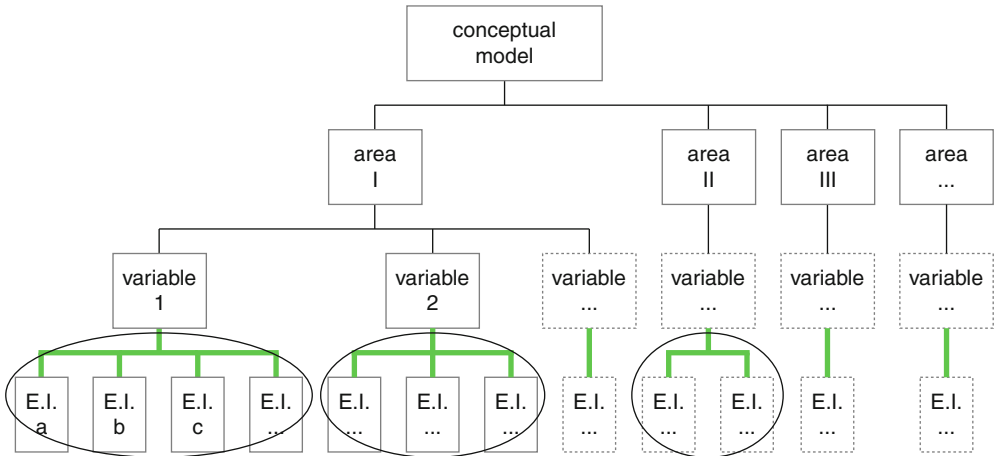 conceptual
model
area
I
area
II
area
III
area
...
variable
1
variable
2
variable
...
variable
...
variable
...
variable
...
E.I.
a
E.I.
b
E.I.
c
E.I.
...
E.I.
...
E.I.
...
E.I.
...
E.I.
...
E.I.
...
E.I.
...
E.I.
...
E.I.
...